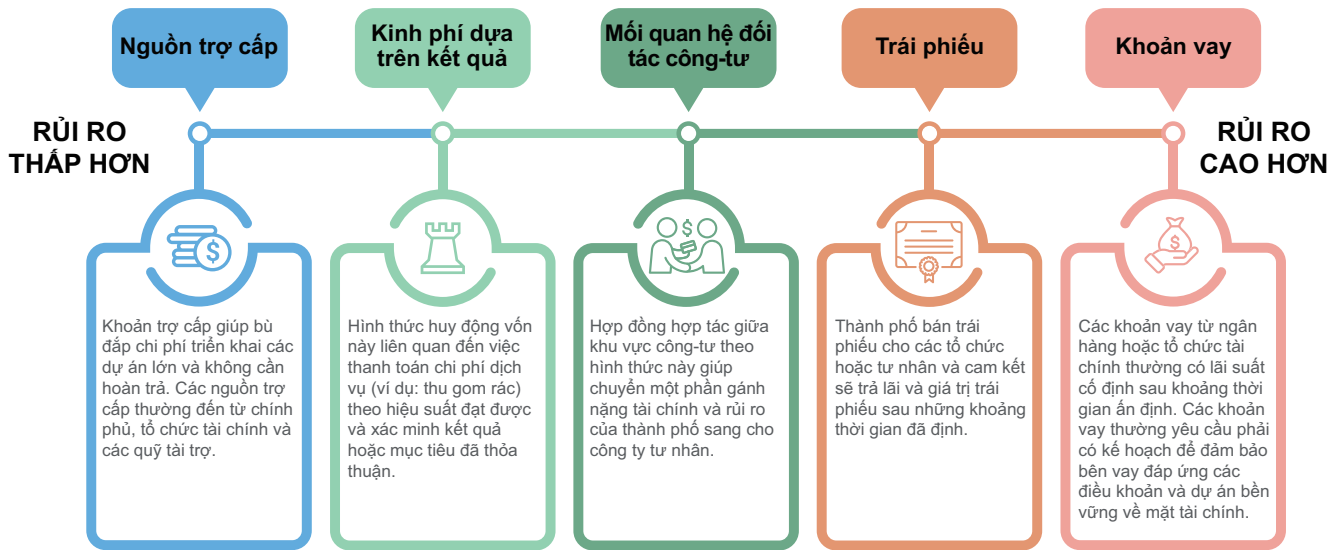 Nguồn trợ cấp
Kinh phí dựa
trên kết quả
Mối quan hệ đối
tác công-tư
Trái phiếu
Khoản vay
RỦI RO
THẤP HƠN
RỦI RO
CAO HƠN
$
$
$
Khoản trợ cấp giúp bù
đắp chi phí triển khai các
dự án lớn và không cần
hoàn trả. Các nguồn trợ
cấp thường đến từ chính
phủ, tổ chức tài chính và
các quỹ tài trợ.
Hình thức huy động vốn
này liên quan đến việc
thanh toán chi phí dịch
vụ (ví dụ: thu gom rác)
theo hiệu suất đạt được
và xác minh kết quả
hoặc mục tiêu đã thỏa
thuận.
Hợp đồng hợp tác giữa
khu vực công-tư theo
hình thức này giúp
chuyển một phần gánh
nặng tài chính và rủi ro
của thành phố sang cho
công ty tư nhân.
Thành phố bán trái
phiếu cho các tổ chức
hoặc tư nhân và cam kết
sẽ trả lãi và giá trị trái
phiếu sau những khoảng
thời gian đã định.
Các khoản vay từ ngân
hàng hoặc tổ chức tài
chính thường có lãi suất
cố định sau khoảng thời
gian ấn định. Các khoản
vay thường yêu cầu phải
có kế hoạch để đảm bảo
bên vay đáp ứng các
điều khoản và dự án bền
vững về mặt tài chính.